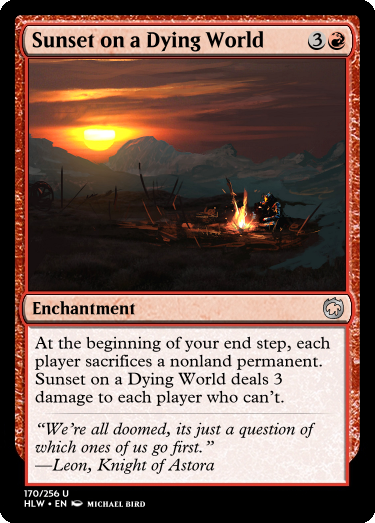 Sunset on a Dying World 3
Enchantment
At the beginning of your end step, each
player sacrifices a nonland permanent.
Sunset on a Dying World deals 3
damage to each player who can't.
"We're all doomed, its just a question of
which ones of us go first."
—Leon, Knight of Astora
170/256 U
HLW • EN MICHAEL BIRD